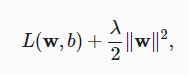 L(𝐰, b) + λ/2 ‖𝐰‖²,